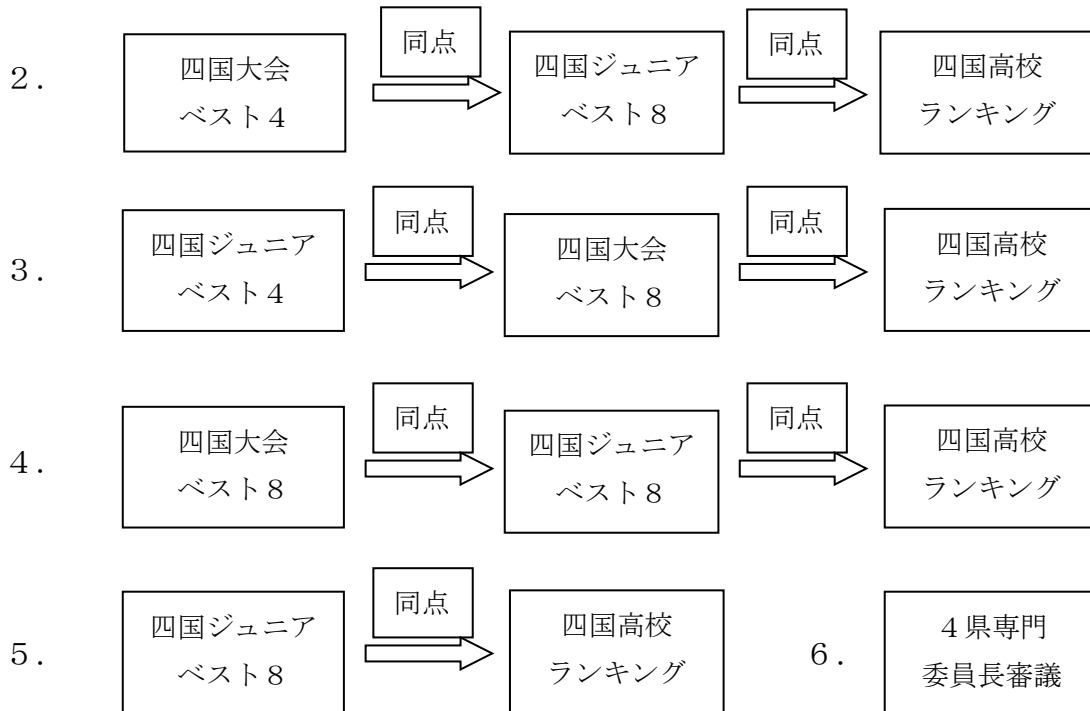 同点
同点
2.
四国大会
ベスト4
四国ジュニア
ベスト8
四国高校
ランキング
同点
同点
3.
四国ジュニア
ベスト4
四国大会
ベスト8
四国高校
ランキング
同点
同点
4.
四国大会
ベスト8
四国ジュニア
ベスト8
四国高校
ランキング
同点
5.
四国ジュニア
ベスト8
四国高校
ランキング
6.
4県専門
委員長審議